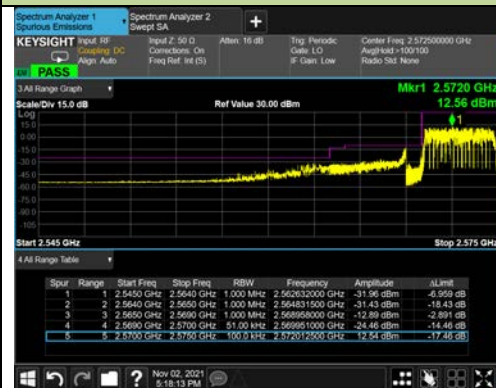 Spectrum Analyzer 1
Spurious Emissions
Spectrum Analyzer 2
Swept SA
KEYSIGHT
Input: RF
Coupling: DC
Align: Auto
Input Z: 50 Ω
Corrections: On
Freq Ref: Int (S)
Atten: 16 dB
Trig: Periodic
Gate: LO
IF Gain: Low
Center Freq: 2.572500000 GHz
Avg|Hold:>100/100
Radio Std: None
PASS
3 All Range Graph
Mkr1 2.5720 GHz
Scale/Div 15.0 dB
Ref Value 30.00 dBm
12.56 dBm
Log
15.0
0.00
-15.0
-30.0
-45.0
-60.0
-75.0
-90.0
-105
1
Start 2.545 GHz
Stop 2.575 GHz
4 All Range Table
Spur Range Start Freq Stop Freq RBW Frequency Amplitude ΔLimit
1 1 2.5450 GHz 2.5640 GHz 1.000 MHz 2.562632000 GHz -31.96 dBm -6.959 dB
2 2 2.5640 GHz 2.5650 GHz 1.000 MHz 2.564831500 GHz -31.43 dBm -18.43 dB
3 3 2.5650 GHz 2.5690 GHz 1.000 MHz 2.568958000 GHz -12.89 dBm -2.891 dB
4 4 2.5690 GHz 2.5700 GHz 51.00 kHz 2.569951000 GHz -24.46 dBm -14.46 dB
5 5 2.5700 GHz 2.5750 GHz 100.0 kHz 2.572012500 GHz 12.54 dBm -17.46 dB
Nov 02, 2021
5:18:13 PM